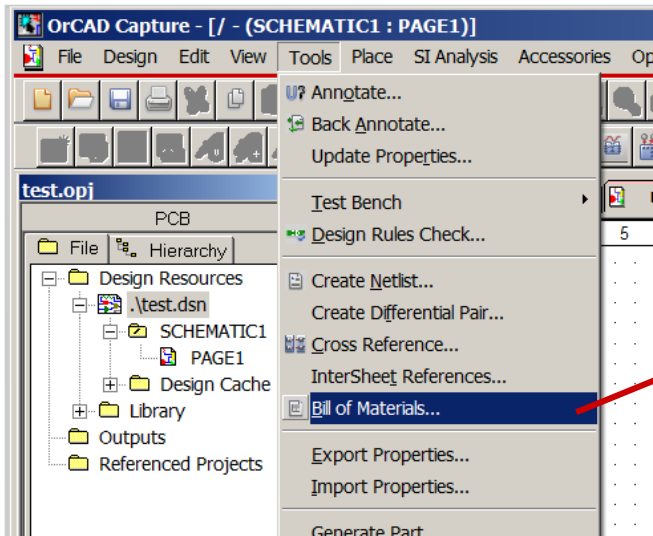 OrCAD Capture - [/ - (SCHEMATIC1 : PAGE1)]
File Design Edit View Tools Place SI Analysis Accessories Op
Annotate...
Back Annotate...
Update Properties...
test.opj
Test Bench
PCB
Design Rules Check...
5
File Hierarchy
Design Resources
Create Netlist...
.\test.dsn
Create Differential Pair...
SCHEMATIC1
Cross Reference...
PAGE1
InterSheet References...
Design Cache
Library
Bill of Materials...
Outputs
Export Properties...
Referenced Projects
Import Properties...
Generate Part